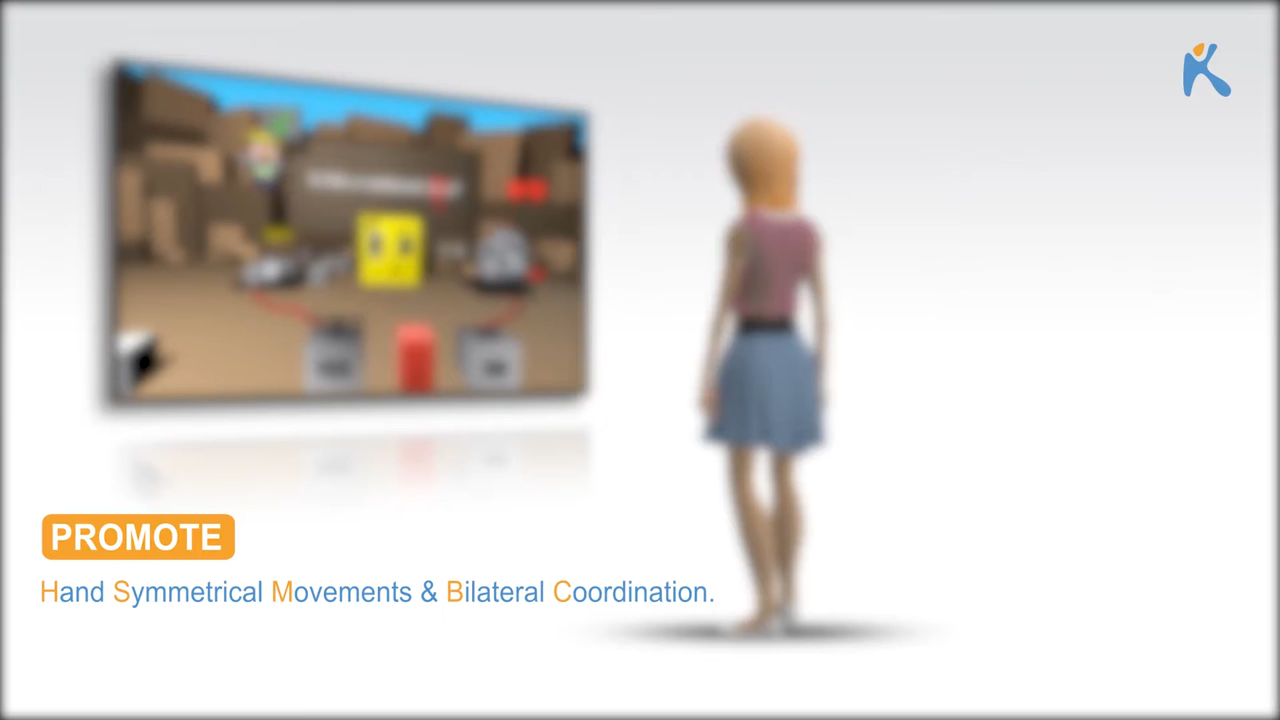 PROMOTE
Hand Symmetrical Movements & Bilateral Coordination.